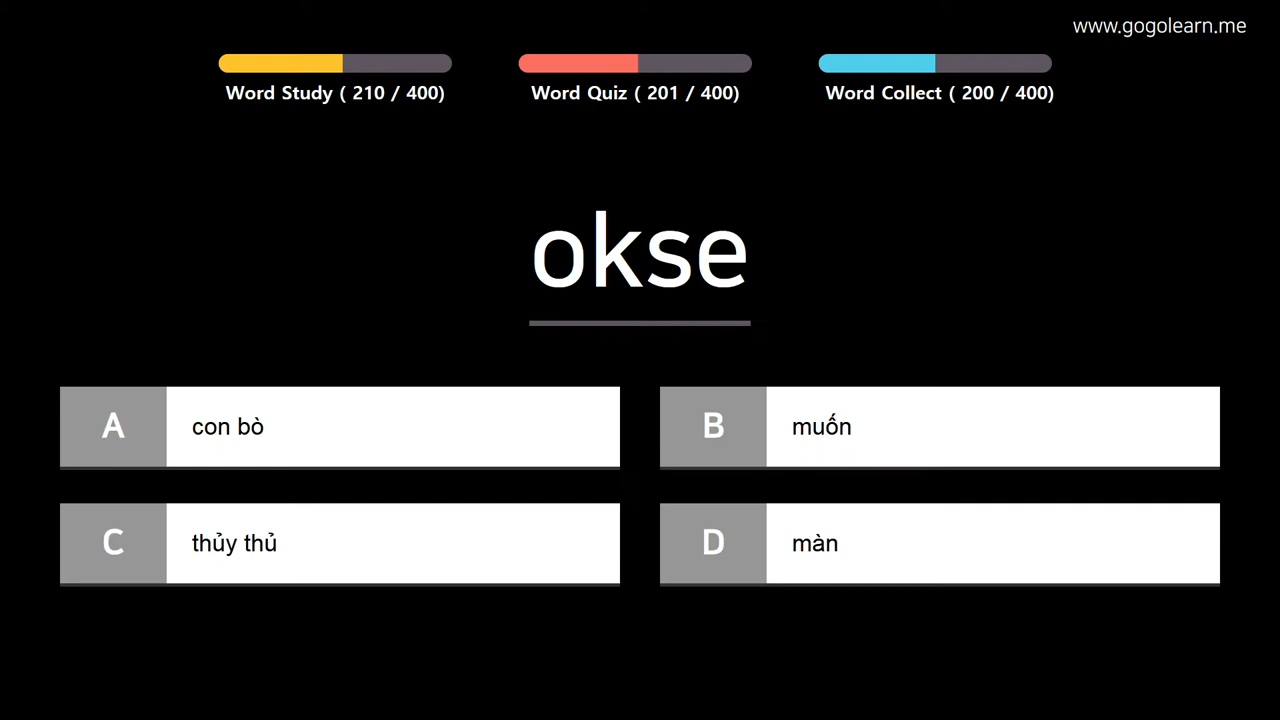 www.gogolearn.me
Word Study ( 210 / 400)
Word Quiz ( 201 / 400)
Word Collect ( 200 / 400)
okse
A
con bò
B
muốn
C
thủy thủ
D
màn